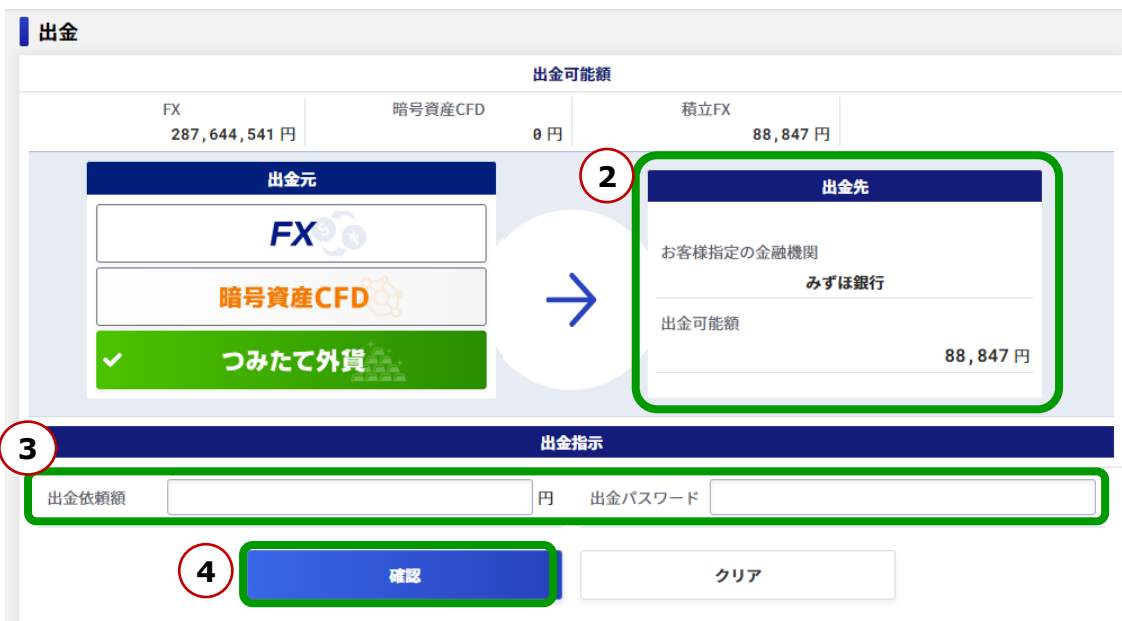 出金
出金可能額
FX 暗号資産CFD 積立FX
287,644,541 円 0 円 88,847 円
2
出金元 出金先
FX
お客様指定の金融機関
みずほ銀行
暗号資産CFD
出金可能額
つみたて外貨
88,847 円
3
出金指示
出金依頼額 円 出金パスワード
4
確認 クリア